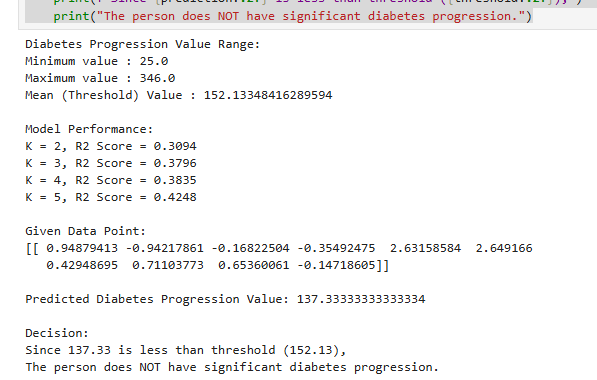 print("The person does NOT have significant diabetes progression.")
Diabetes Progression Value Range:
Minimum value : 25.0
Maximum value : 346.0
Mean (Threshold) Value : 152.13348416289594
Model Performance:
K = 2, R2 Score = 0.3094
K = 3, R2 Score = 0.3796
K = 4, R2 Score = 0.3835
K = 5, R2 Score = 0.4248
Given Data Point:
[[ 0.94879413 -0.94217861 -0.16822504 -0.35492475  2.63158584  2.649166
0.42948695  0.71103773  0.65360061 -0.14718605]]
Predicted Diabetes Progression Value: 137.33333333333334
Decision:
Since 137.33 is less than threshold (152.13),
The person does NOT have significant diabetes progression.